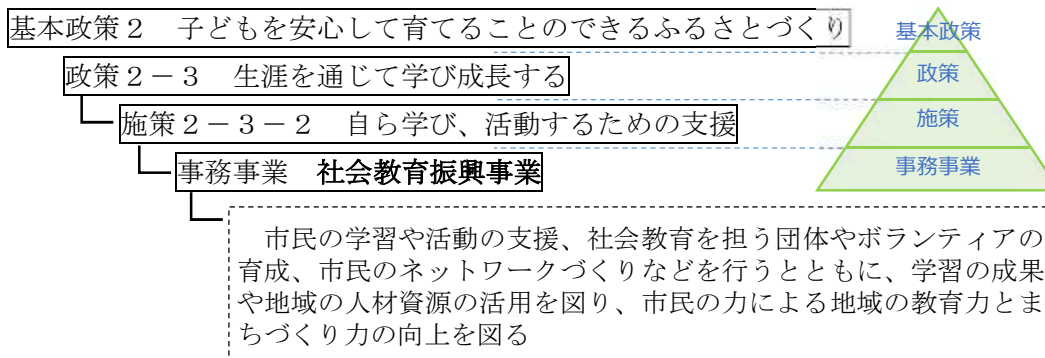 基本政策２　子どもを安心して育てることのできるふるさとづくり
政策２－３　生涯を通じて学び成長する
施策２－３－２　自ら学び、活動するための支援
事務事業　社会教育振興事業
市民の学習や活動の支援、社会教育を担う団体やボランティアの
育成、市民のネットワークづくりなどを行うとともに、学習の成果
や地域の人材資源の活用を図り、市民の力による地域の教育力とま
ちづくり力の向上を図る
基本政策
政策
施策
事務事業